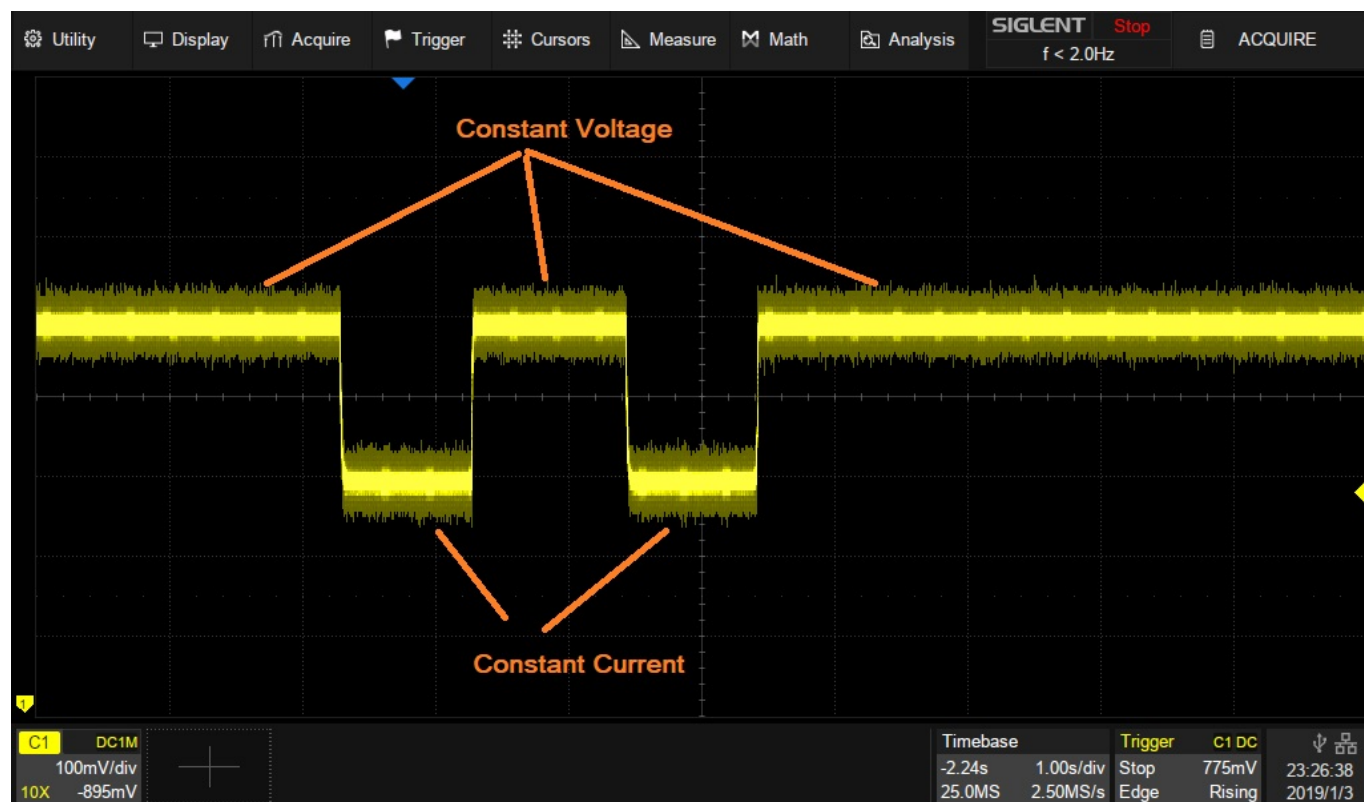 Utility Display Acquire Trigger Cursors Measure Math Analysis SIGLENT Stop ACQUIRE
f < 2.0Hz
Constant Voltage
Constant Current
1
C1 DC1M
100mV/div
10X -895mV
Timebase
-2.24s 1.00s/div
25.0MS 2.50MS/s
Trigger C1 DC
Stop 775mV
Edge Rising
23:26:38
2019/1/3